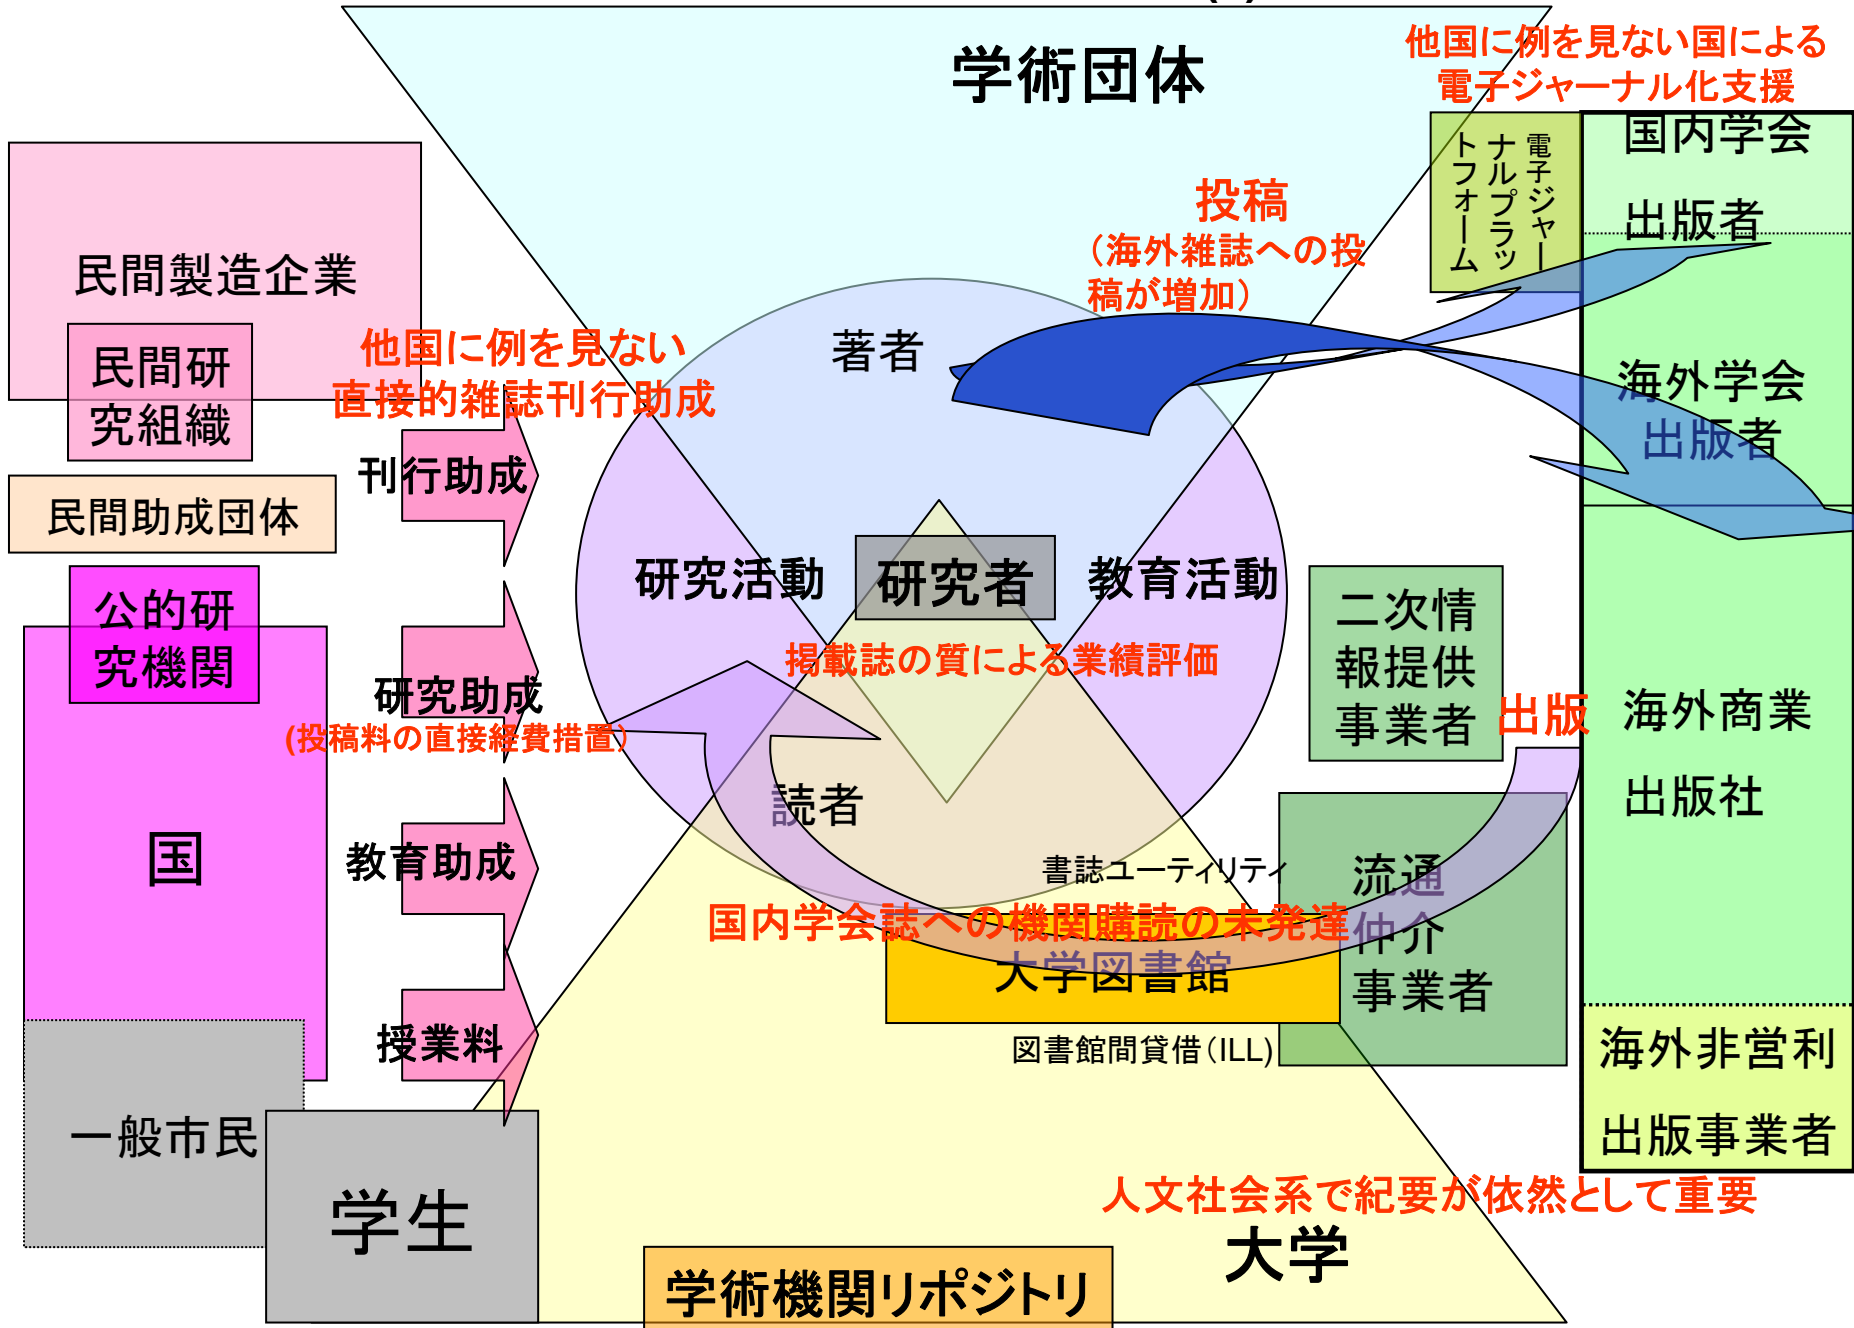 学術団体
他国に例を見ない国による
電子ジャーナル化支援
電子ジャー
ナルプラッ
トフォーム
国内学会
出版者
投稿
（海外雑誌への投
稿が増加）
民間製造企業
民間研
究組織
他国に例を見ない
直接的雑誌刊行助成
著者
海外学会
出版者
刊行助成
民間助成団体
研究活動
研究者
教育活動
公的研
究機関
掲載誌の質による業績評価
二次情
報提供
事業者
出版
海外商業
出版社
研究助成
(投稿料の直接経費措置）
読者
国
教育助成
書誌ユーティリティ
流通
仲介
事業者
国内学会誌への機関購読の未発達
大学図書館
図書館間貸借（ILL)
授業料
海外非営利
出版事業者
一般市民
学生
人文社会系で紀要が依然として重要
大学
学術機関リポジトリ